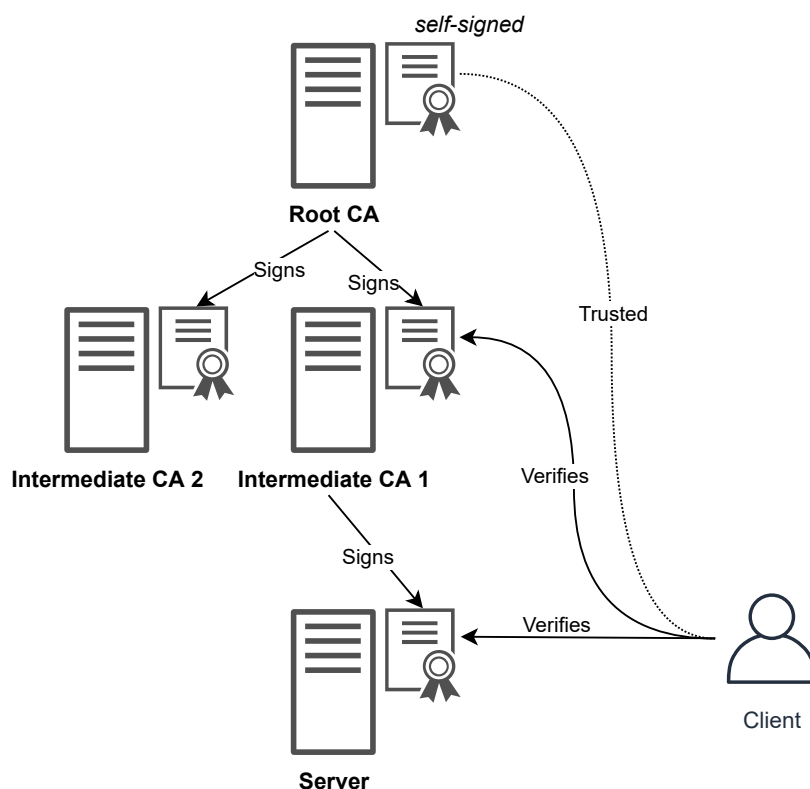 self-signed
Root CA
Signs
Signs
Trusted
Intermediate CA 2
Intermediate CA 1
Verifies
Signs
Verifies
Client
Server